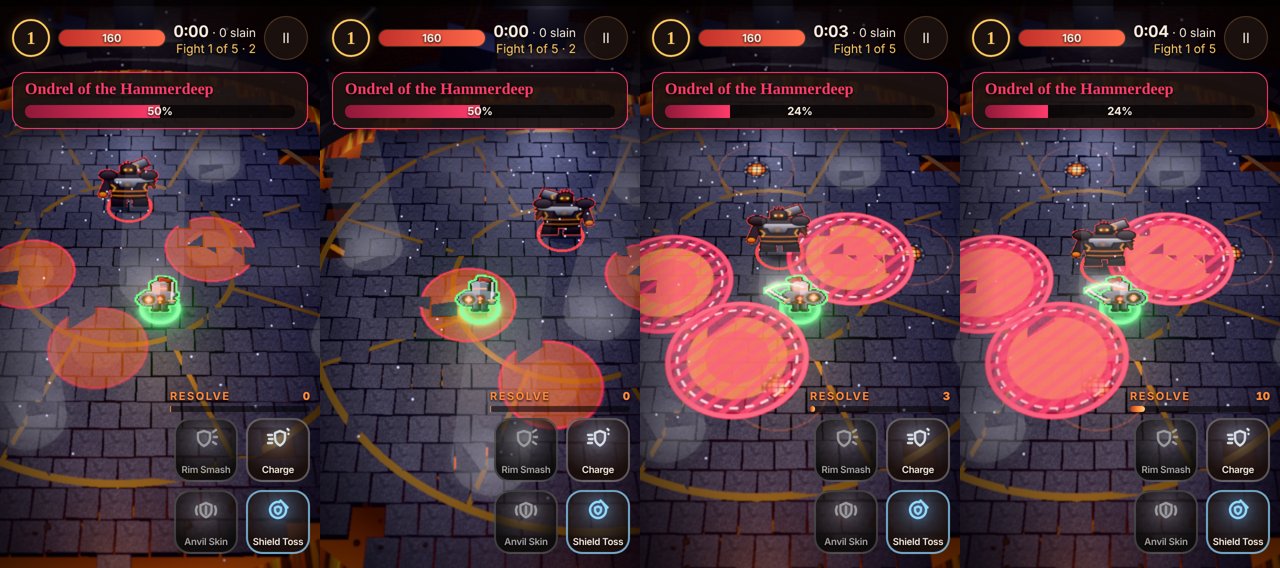 1
160
0:00 · 0 slain
Fight 1 of 5 · 2
Ondrel of the Hammerdeep
50%
RESOLVE 0
Rim Smash
Charge
Anvil Skin
Shield Toss
1
160
0:00 · 0 slain
Fight 1 of 5 · 2
Ondrel of the Hammerdeep
50%
RESOLVE 0
Rim Smash
Charge
Anvil Skin
Shield Toss
1
160
0:03 · 0 slain
Fight 1 of 5
Ondrel of the Hammerdeep
24%
RESOLVE 3
Rim Smash
Charge
Anvil Skin
Shield Toss
1
160
0:04 · 0 slain
Fight 1 of 5
Ondrel of the Hammerdeep
24%
RESOLVE 10
Rim Smash
Charge
Anvil Skin
Shield Toss